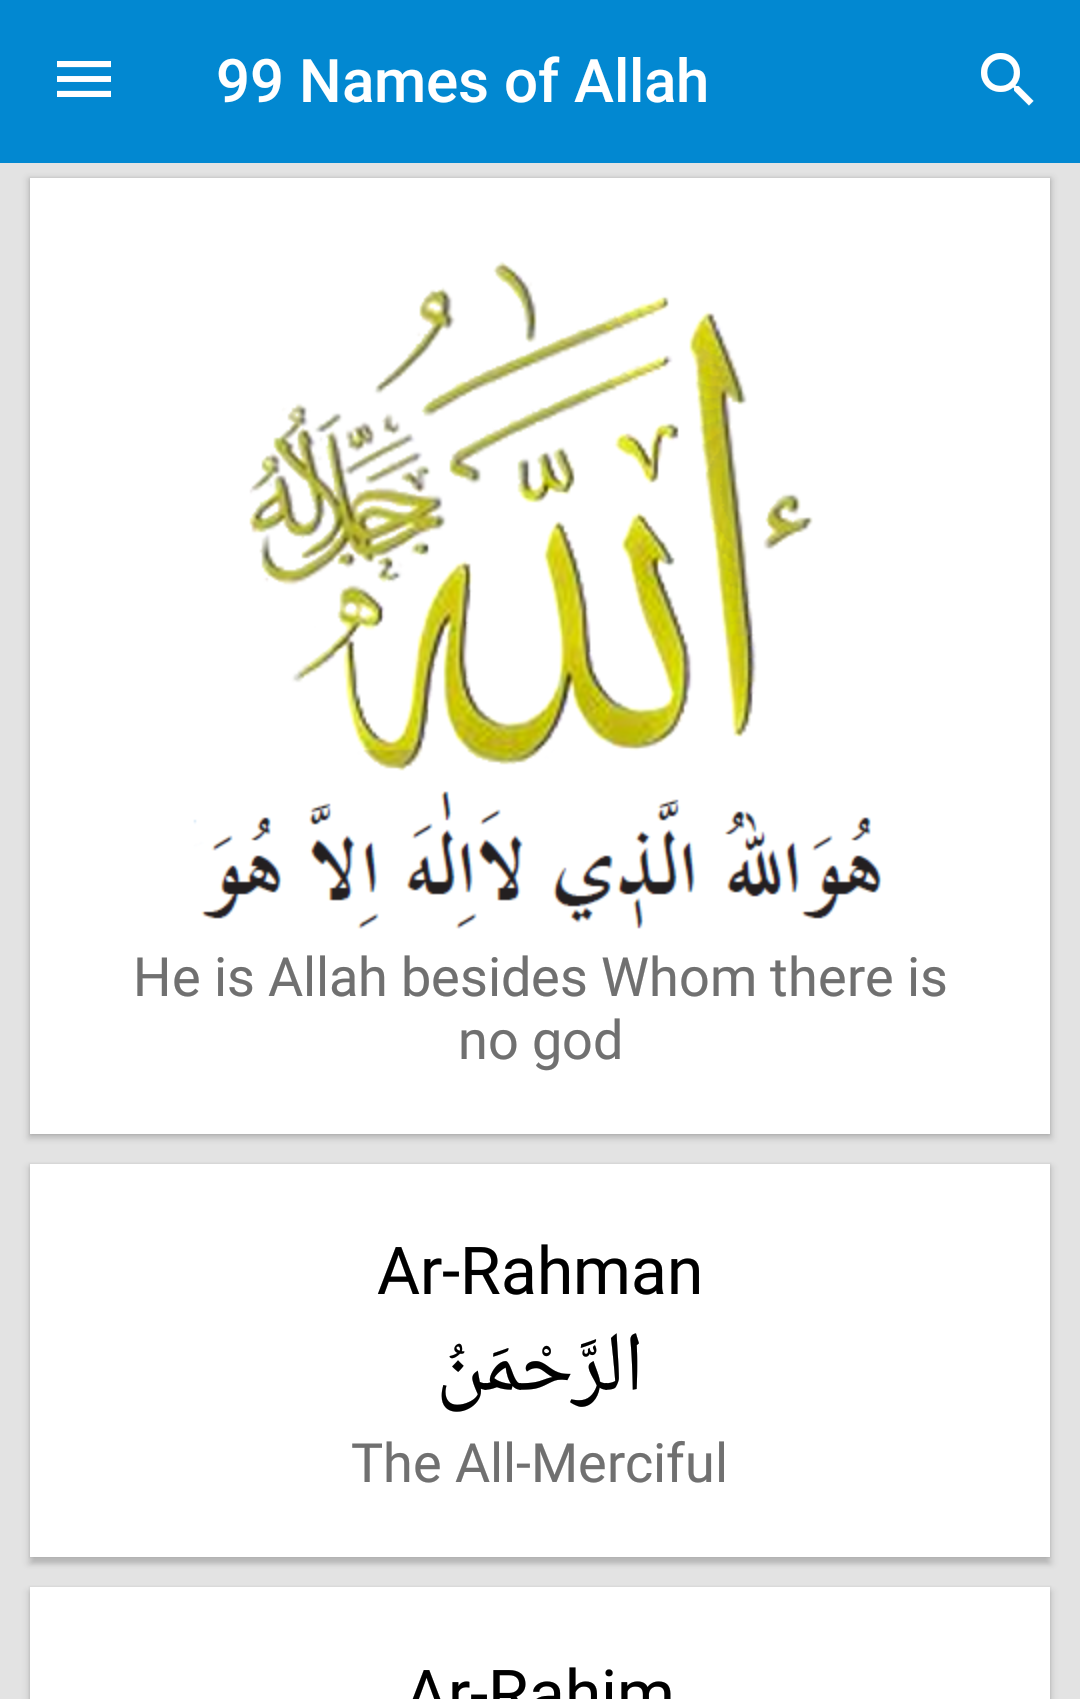 99 Names of Allah
ﷲ جل جلاله
هُوَ اللّٰهُ الَّذِي لاَ اِلٰهَ اِلاَّ هُوَ
He is Allah besides Whom there is
no god
Ar-Rahman
الرَّحْمَنُ
The All-Merciful
Ar-Rahim